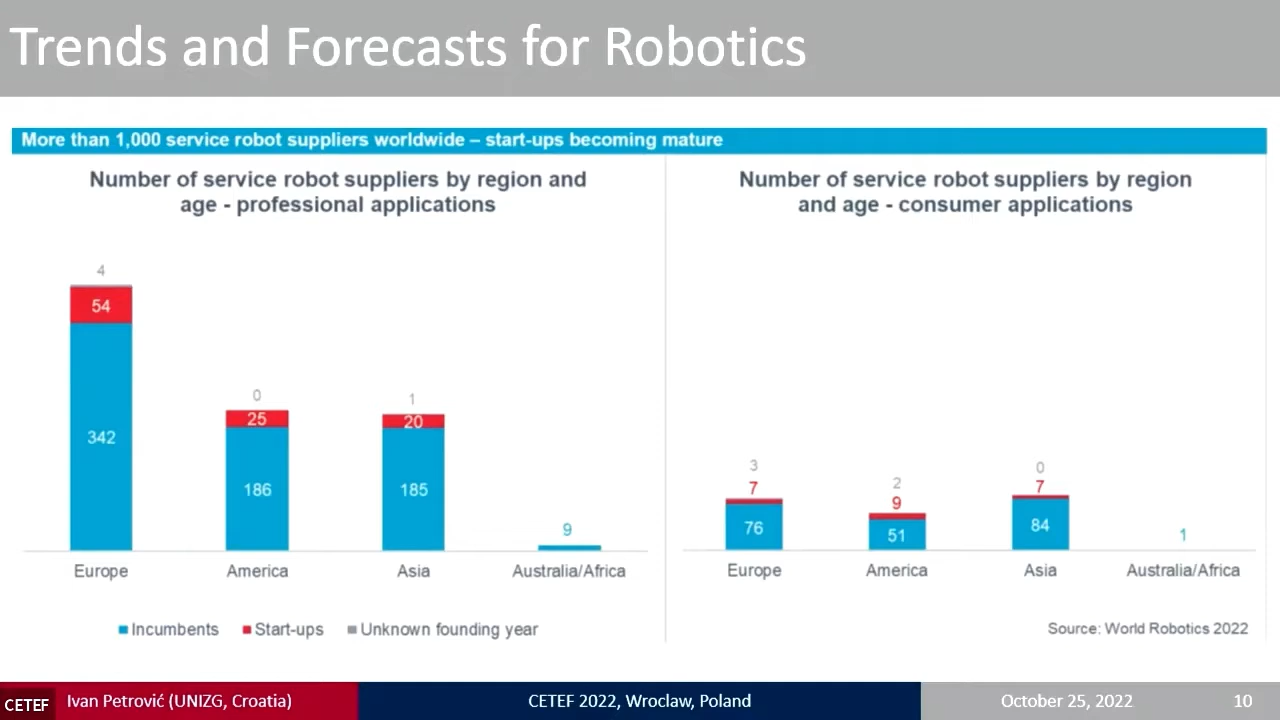 Trends and Forecasts for Robotics
More than 1,000 service robot suppliers worldwide – start-ups becoming mature
Number of service robot suppliers by region and
age - professional applications
4
54
342
0
25
186
1
20
185
9
Europe
America
Asia
Australia/Africa
Incumbents
Start-ups
Unknown founding year
Number of service robot suppliers by region
and age - consumer applications
3
7
76
2
9
51
0
7
84
1
Europe
America
Asia
Australia/Africa
Source: World Robotics 2022
CETEF
Ivan Petrović (UNIZG, Croatia)
CETEF 2022, Wroclaw, Poland
October 25, 2022
10